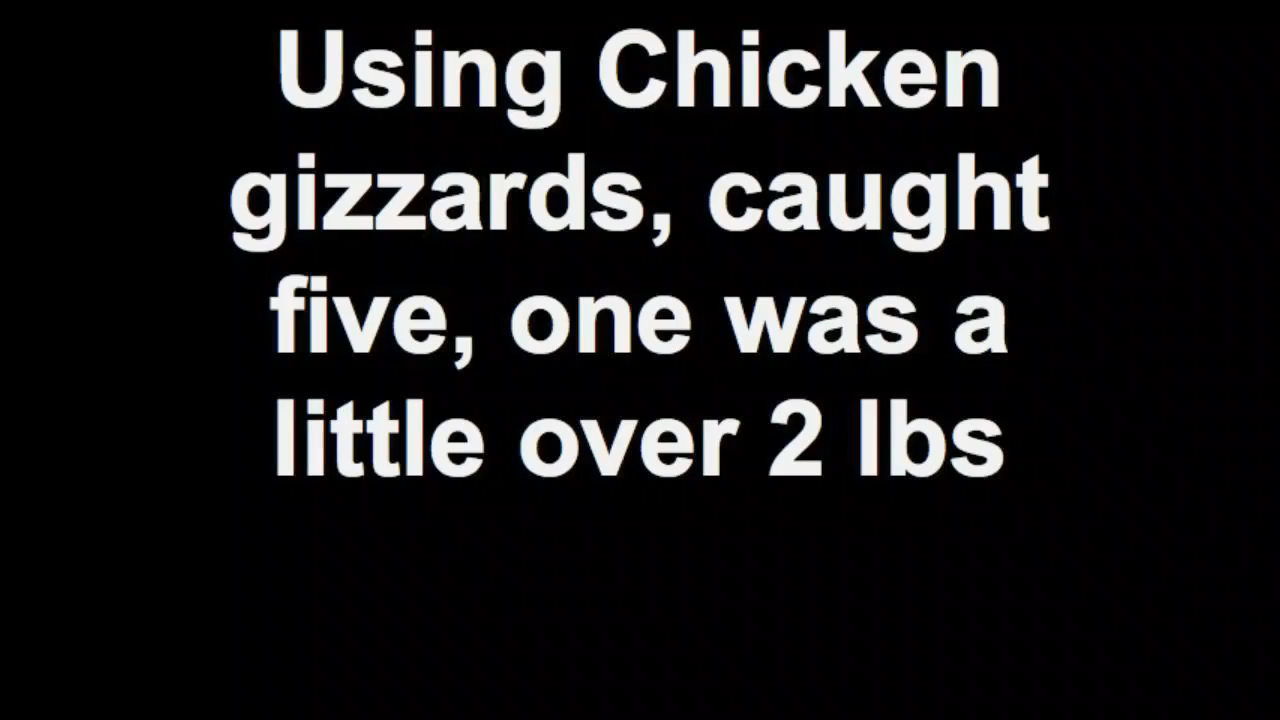 Using Chicken
gizzards, caught
five, one was a
little over 2 lbs